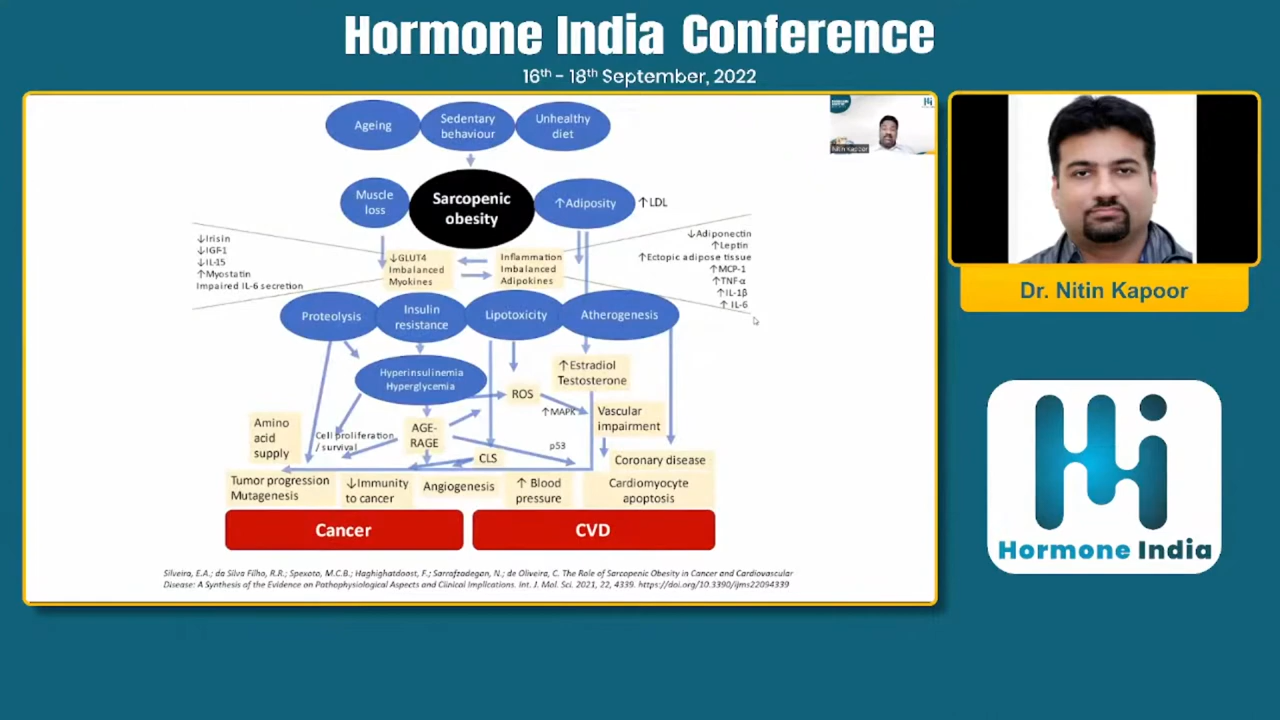 Hormone India Conference
16th - 18th September, 2022
Ageing
Sedentary
behaviour
Unhealthy
diet
Muscle
loss
Sarcopenic
obesity
↑Adiposity
↑LDL
↓Irisin
↓IGF1
↓IL-15
↑Myostatin
Impaired IL-6 secretion
↓GLUT4
Imbalanced
Myokines
Inflammation
Imbalanced
Adipokines
↓Adiponectin
↑Leptin
↑Ectopic adipose tissue
↑MCP-1
↑TNFα
↑IL-1β
↑ IL-6
Proteolysis
Insulin
resistance
Lipotoxicity
Atherogenesis
Hyperinsulinemia
Hyperglycemia
↑Estradiol
Testosterone
ROS
↑MAPK
Vascular
impairment
Amino
acid
supply
Cell proliferation
/ survival
AGE-
RAGE
p53
CLS
Coronary disease
Tumor progression
Mutagenesis
↓Immunity
to cancer
Angiogenesis
↑ Blood
pressure
Cardiomyocyte
apoptosis
Cancer
CVD
Silveira, E.A.; da Silva Filho, R.R.; Spexoto, M.C.B.; Haghighatdoost, F.; Sarrafzadegan, N.; de Oliveira, C. The Role of Sarcopenic Obesity in Cancer and Cardiovascular
Disease: A Synthesis of the Evidence on Pathophysiological Aspects and Clinical Implications. Int. J. Mol. Sci. 2021, 22, 4339. https://doi.org/10.3390/ijms22094339
Nitin Kapoor
Dr. Nitin Kapoor
Hormone India